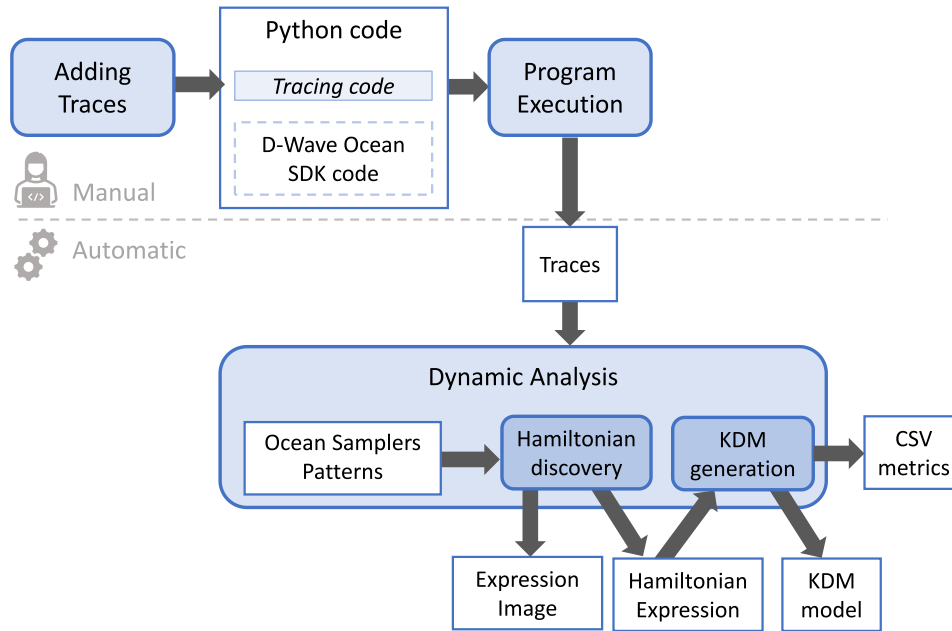 Python code
Adding
Traces
Tracing code
D-Wave Ocean
SDK code
Program
Execution
</>
Manual
Automatic
Traces
Dynamic Analysis
Ocean Samplers
Patterns
Hamiltonian
discovery
KDM
generation
CSV
metrics
Expression
Image
Hamiltonian
Expression
KDM
model